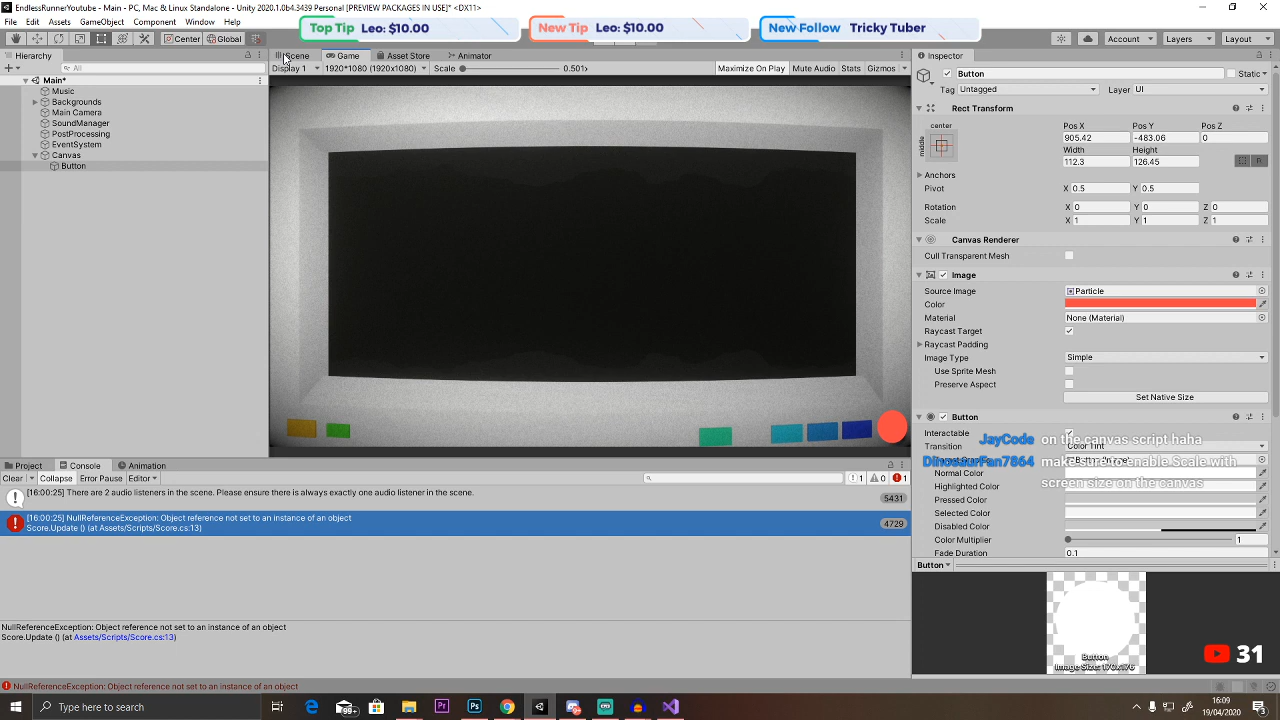 EndlessRunnerYoutube - Main - PC, Mac & Linux Standalone - Unity 2020.1.0b4.3439 Personal [PREVIEW PACKAGES IN USE]* <DX11>
File Edit Assets GameObject Component Window Help
Top Tip Leo: $10.00
New Tip Leo: $10.00
New Follow Tricky Tuber
Center Global
Account Layers Layout
Hierarchy
All
Main*
Music
Backgrounds
Main Camera
SoundManager
PostProcessing
EventSystem
Canvas
Button
Scene Game Asset Store Animator
Display 1 1920*1080 (1920x1080) Scale 0.501x Maximize On Play Mute Audio Stats Gizmos
Inspector
Button Static
Tag Untagged Layer UI
Rect Transform
center
middle
Pos X Pos Y Pos Z
905.42 -483.06 0
Width Height
112.3 126.45
R
Anchors
Pivot X 0.5 Y 0.5
Rotation X 0 Y 0 Z 0
Scale X 1 Y 1 Z 1
Canvas Renderer
Cull Transparent Mesh
Image
Source Image Particle
Color
Material None (Material)
Raycast Target
Raycast Padding
Image Type Simple
Use Sprite Mesh
Preserve Aspect
Set Native Size
Button
Interactable
Transition Color Tint
Normal Color
Highlighted Color
Pressed Color
Selected Color
Disabled Color
Color Multiplier 1
Fade Duration 0.1
JayCode on the canvas script haha
DinosaurFan7864 make sure to enable Scale with
screen size on the canvas
Button
Button
Image Size: 170x176
31
Project Console Animation
Clear Collapse Error Pause Editor
1 0 1
[16:00:25] There are 2 audio listeners in the scene. Please ensure there is always exactly one audio listener in the scene.
5431
[16:00:25] NullReferenceException: Object reference not set to an instance of an object
Score.Update () (at Assets/Scripts/Score.cs:13)
4729
NullReferenceException: Object reference not set to an instance of an object
Score.Update () (at Assets/Scripts/Score.cs:13)
NullReferenceException: Object reference not set to an instance of an object
Type here to search
16:09
19/04/2020